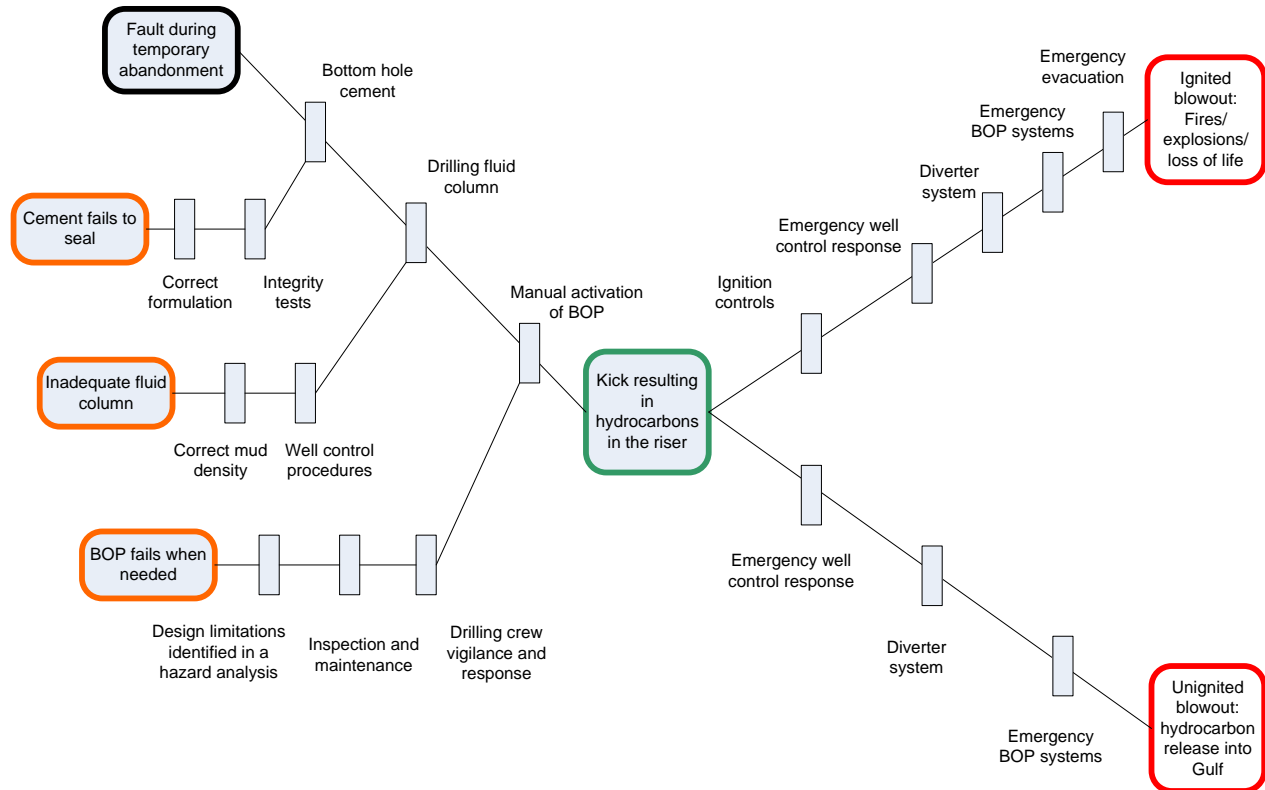 Fault during
temporary
abandonment
Bottom hole
cement
Drilling fluid
column
Manual activation
of BOP
Cement fails to
seal
Correct
formulation
Integrity
tests
Inadequate fluid
column
Correct mud
density
Well control
procedures
BOP fails when
needed
Design limitations
identified in a
hazard analysis
Inspection and
maintenance
Drilling crew
vigilance and
response
Kick resulting
in
hydrocarbons
in the riser
Ignition
controls
Emergency well
control response
Diverter
system
Emergency
BOP systems
Emergency
evacuation
Ignited
blowout:
Fires/
explosions/
loss of life
Emergency well
control response
Diverter
system
Emergency
BOP systems
Unignited
blowout:
hydrocarbon
release into
Gulf